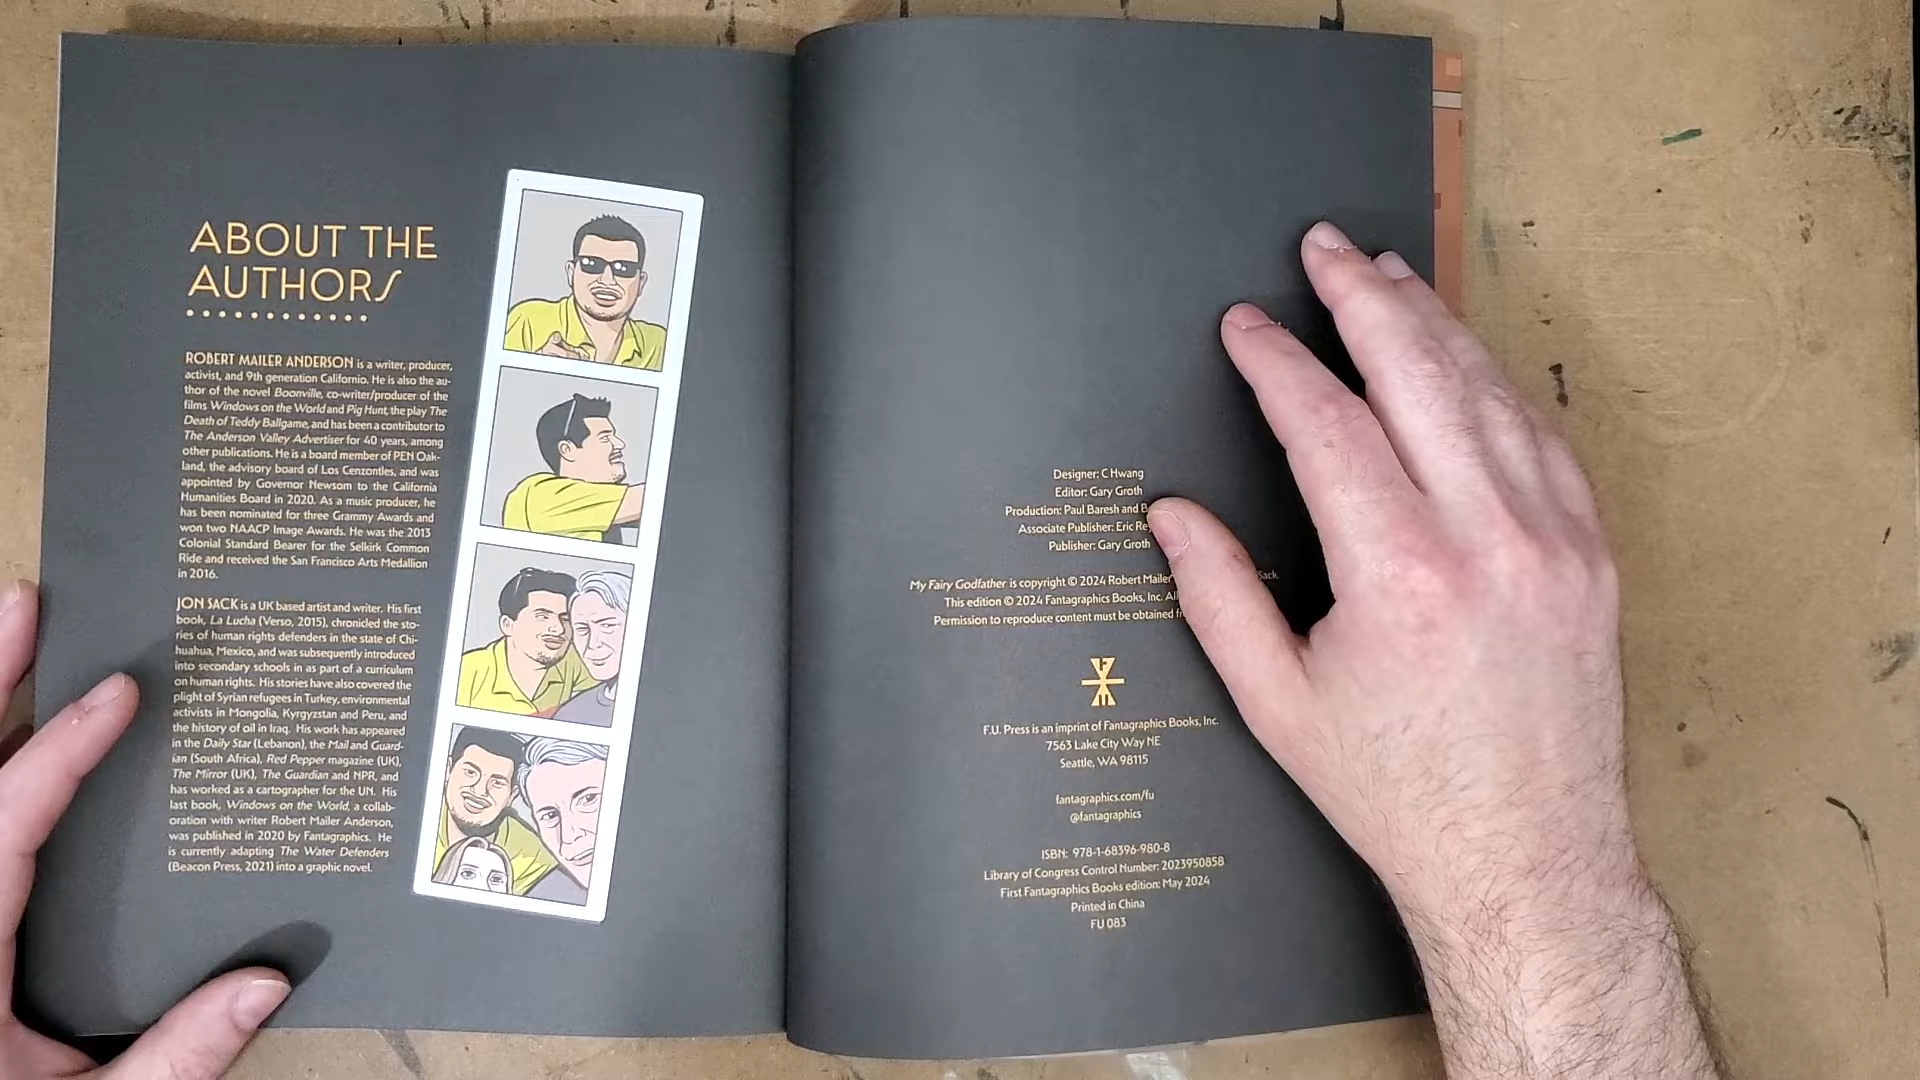 ABOUT THE
AUTHORS
ROBERT MAILER ANDERSON is a writer, producer,
activist, and 9th generation Californio. He is also the au-
thor of the novel Boonville, co-writer/producer of the
films Windows on the World and Pig Hunt, the play The
Death of Teddy Ballgame, and has been a contributor to
The Anderson Valley Advertiser for 40 years, among
other publications. He is a board member of PEN Oak-
land, the advisory board of Los Cenzontles, and was
appointed by Governor Newsom to the California
Humanities Board in 2020. As a music producer, he
has been nominated for three Grammy Awards and
won two NAACP Image Awards. He was the 2013
Colonial Standard Bearer for the Selkirk Common
Ride and received the San Francisco Arts Medallion
in 2016.
JON SACK is a UK based artist and writer. His first
book, La Lucha (Verso, 2015), chronicled the sto-
ries of human rights defenders in the state of Chi-
huahua, Mexico, and was subsequently introduced
into secondary schools in as part of a curriculum
on human rights. His stories have also covered the
plight of Syrian refugees in Turkey, environmental
activists in Mongolia, Kyrgyzstan and Peru, and
the history of oil in Iraq. His work has appeared
in the Daily Star (Lebanon), the Mail and Guard-
ian (South Africa), Red Pepper magazine (UK),
The Mirror (UK), The Guardian and NPR, and
has worked as a cartographer for the UN. His
last book, Windows on the World, a collab-
oration with writer Robert Mailer Anderson,
was published in 2020 by Fantagraphics. He
is currently adapting The Water Defenders
(Beacon Press, 2021) into a graphic novel.
Designer: C Hwang
Editor: Gary Groth
Production: Paul Baresh and
Associate Publisher: Eric
Publisher: Gary Groth
My Fairy Godfather is copyright © 2024 Robert Mailer Sack.
This edition © 2024 Fantagraphics Books, Inc.
Permission to reproduce content must be obtained
F.U. Press is an imprint of Fantagraphics Books, Inc.
7563 Lake City Way NE
Seattle, WA 98115
fantagraphics.com/fu
@fantagraphics
ISBN: 978-1-68396-980-8
Library of Congress Control Number: 2023950858
First Fantagraphics Books edition: May 2024
Printed in China
FU 083